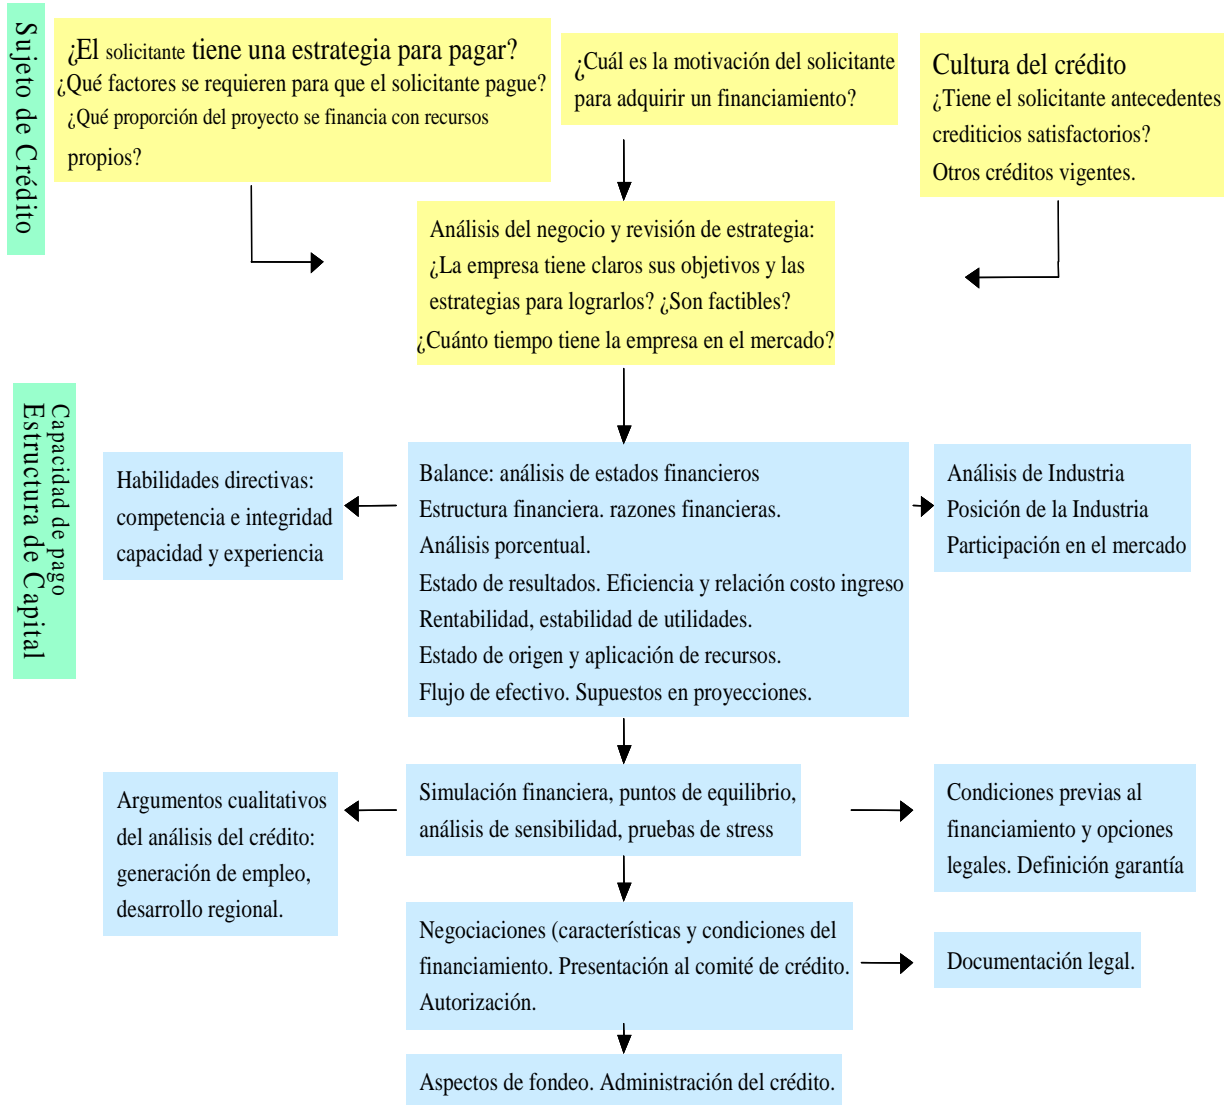 Sujeto de Crédito
¿El solicitante tiene una estrategia para pagar?
¿Qué factores se requieren para que el solicitante pague?
¿Qué proporción del proyecto se financia con recursos
propios?
¿Cuál es la motivación del solicitante
para adquirir un financiamiento?
Cultura del crédito
¿Tiene el solicitante antecedentes
crediticios satisfactorios?
Otros créditos vigentes.
Análisis del negocio y revisión de estrategia:
¿La empresa tiene claros sus objetivos y las
estrategias para lograrlos? ¿Son factibles?
¿Cuánto tiempo tiene la empresa en el mercado?
Capacidad de pago
Estructura de Capital
Habilidades directivas:
competencia e integridad
capacidad y experiencia
Balance: análisis de estados financieros
Estructura financiera. razones financieras.
Análisis porcentual.
Estado de resultados. Eficiencia y relación costo ingreso
Rentabilidad, estabilidad de utilidades.
Estado de origen y aplicación de recursos.
Flujo de efectivo. Supuestos en proyecciones.
Análisis de Industria
Posición de la Industria
Participación en el mercado
Argumentos cualitativos
del análisis del crédito:
generación de empleo,
desarrollo regional.
Simulación financiera, puntos de equilibrio,
análisis de sensibilidad, pruebas de stress
Condiciones previas al
financiamiento y opciones
legales. Definición garantía
Negociaciones (características y condiciones del
financiamiento. Presentación al comité de crédito.
Autorización.
Documentación legal.
Aspectos de fondeo. Administración del crédito.